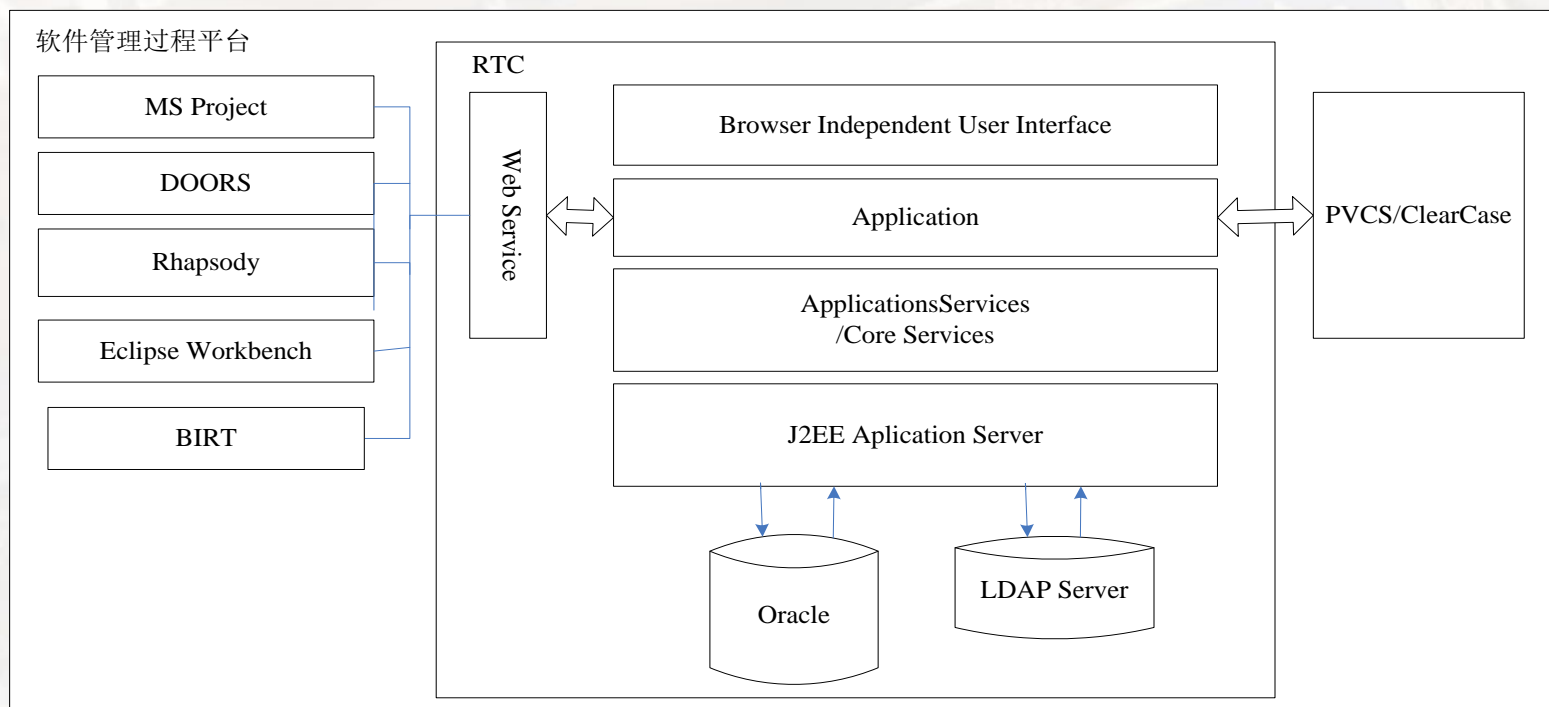 软件管理过程平台
MS Project
DOORS
Rhapsody
Eclipse Workbench
BIRT
RTC
Web Service
Browser Independent User Interface
Application
ApplicationsServices
/Core Services
J2EE Aplication Server
Oracle
LDAP Server
PVCS/ClearCase